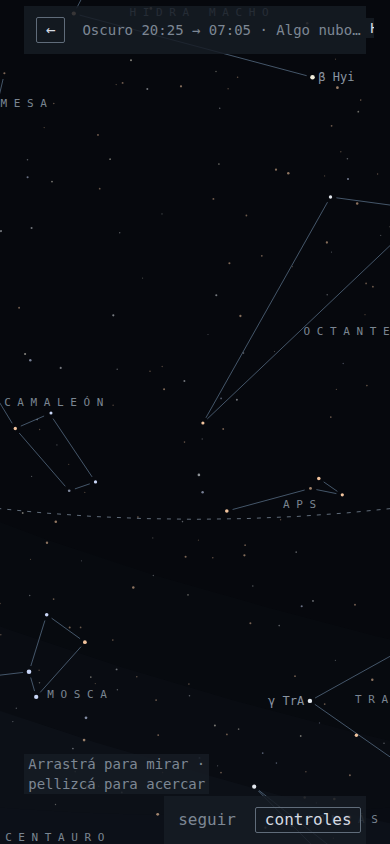 HIDRA MACHO
← Oscuro 20:25 → 07:05 · Algo nubo…
β Hyi
MESA
OCTANTE
CAMALEÓN
APS
MOSCA
γ TrA
TRA
Arrastrá para mirar ·
pellizcá para acercar
seguir controles
S
CENTAURO